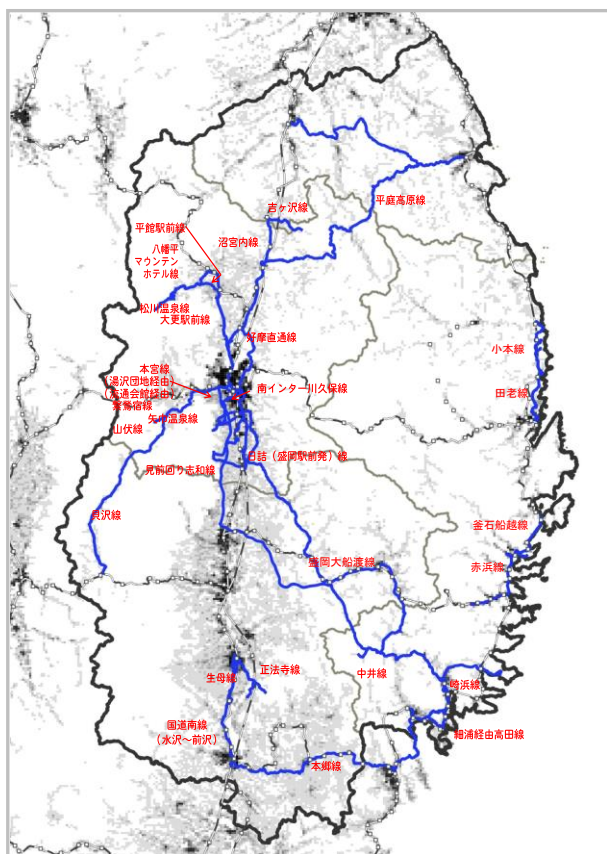 吉ヶ沢線
平庭高原線
平舘駅前線
沼宮内線
八幡平
マウンテン
ホテル線
松川温泉線
大更駅前線
好摩直通線
小本線
本宮線
（湯沢団地経由）
（交通会館経由）
南インター川久保線
田老線
繋鶯宿線
矢巾温泉線
山伏線
日詰（盛岡駅前発）線
見前回り志和線
貝沢線
釜石船越線
盛岡大船渡線
赤浜線
正法寺線
生母線
中井線
崎浜線
国道南線
（水沢～前沢）
細浦経由高田線
本郷線